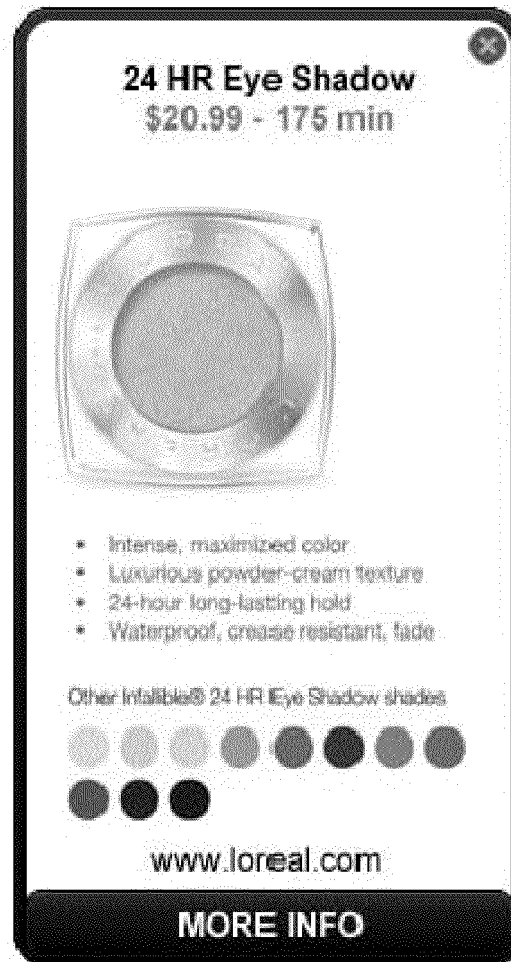 24 HR Eye Shadow
$20.99 - 175 min
• Intense, maximized color
• Luxurious powder-cream texture
• 24-hour long-lasting hold
• Waterproof, crease resistant, fade
Other Infallible® 24 HR Eye Shadow shades
www.loreal.com
MORE INFO